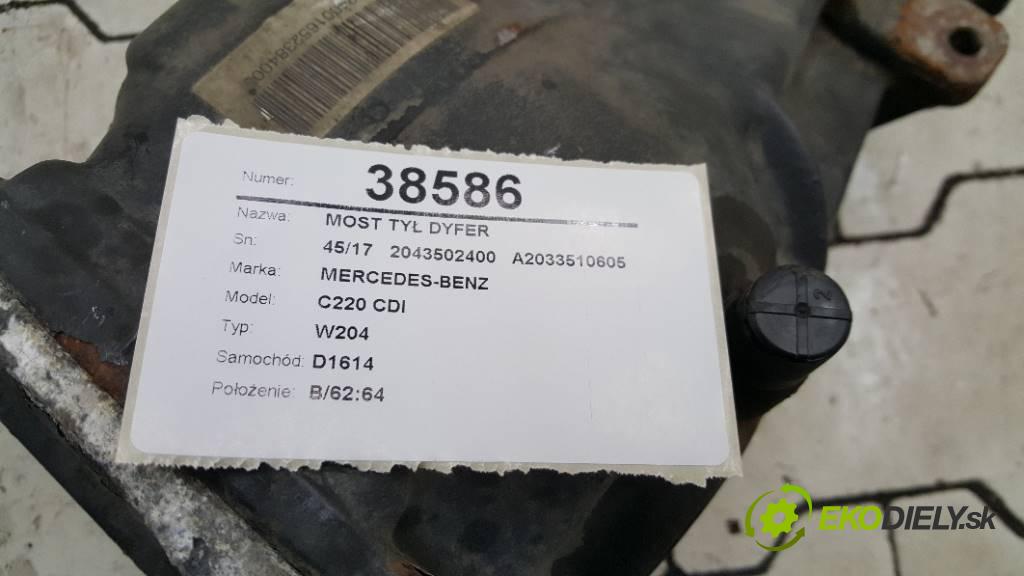 Numer: 38586
Nazwa: MOST TYŁ DYFER
Sn: 45/17 2043502400 A2033510605
Marka: MERCEDES-BENZ
Model: C220 CDI
Typ: W204
Samochód: D1614
Położenie: B/62:64
2
EKODIELY.sk